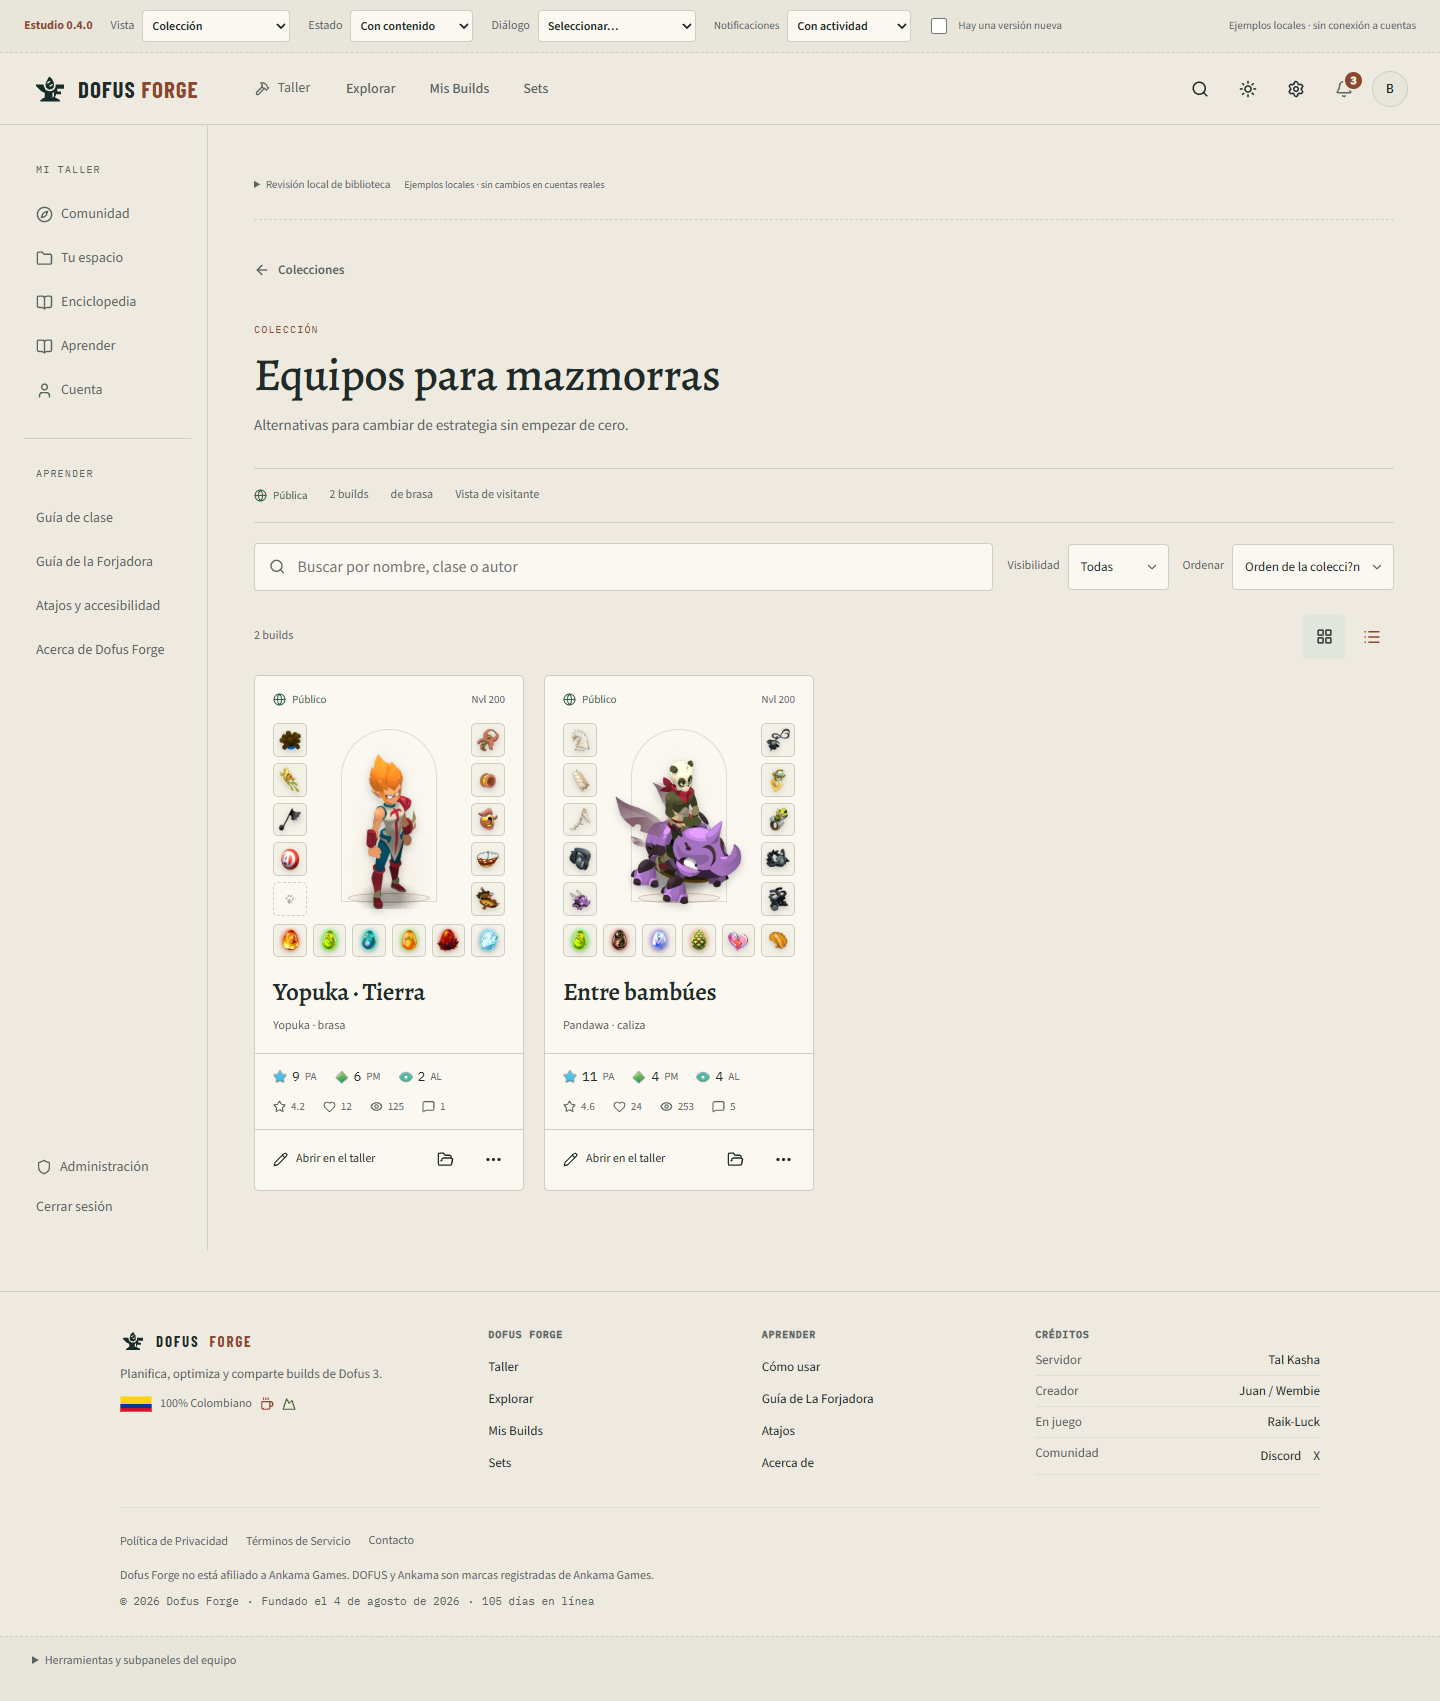 Estudio 0.4.0 Vista Colección Estado Con contenido Diálogo Seleccionar... Notificaciones Con actividad Hay una versión nueva Ejemplos locales · sin conexión a cuentas
DOFUS FORGE Taller Explorar Mis Builds Sets 3 B
MI TALLER
Comunidad
Tu espacio
Enciclopedia
Aprender
Cuenta
APRENDER
Guía de clase
Guía de la Forjadora
Atajos y accesibilidad
Acerca de Dofus Forge
Administración
Cerrar sesión
Revisión local de biblioteca Ejemplos locales · sin cambios en cuentas reales
Colecciones
COLECCIÓN
Equipos para mazmorras
Alternativas para cambiar de estrategia sin empezar de cero.
Pública 2 builds de brasa Vista de visitante
Buscar por nombre, clase o autor Visibilidad Todas Ordenar Orden de la colecci?n
2 builds
Público Nvl 200
Yopuka · Tierra
Yopuka · brasa
9 PA 6 PM 2 AL
4.2 12 125 1
Abrir en el taller
Público Nvl 200
Entre bambúes
Pandawa · caliza
11 PA 4 PM 4 AL
4.6 24 253 5
Abrir en el taller
DOFUS FORGE
Planifica, optimiza y comparte builds de Dofus 3.
100% Colombiano
DOFUS FORGE
Taller
Explorar
Mis Builds
Sets
APRENDER
Cómo usar
Guía de La Forjadora
Atajos
Acerca de
CRÉDITOS
Servidor Tal Kasha
Creador Juan / Wembie
En juego Raik-Luck
Comunidad Discord X
Política de Privacidad Términos de Servicio Contacto
Dofus Forge no está afiliado a Ankama Games. DOFUS y Ankama son marcas registradas de Ankama Games.
© 2026 Dofus Forge · Fundado el 4 de agosto de 2026 · 105 días en línea
Herramientas y subpaneles del equipo